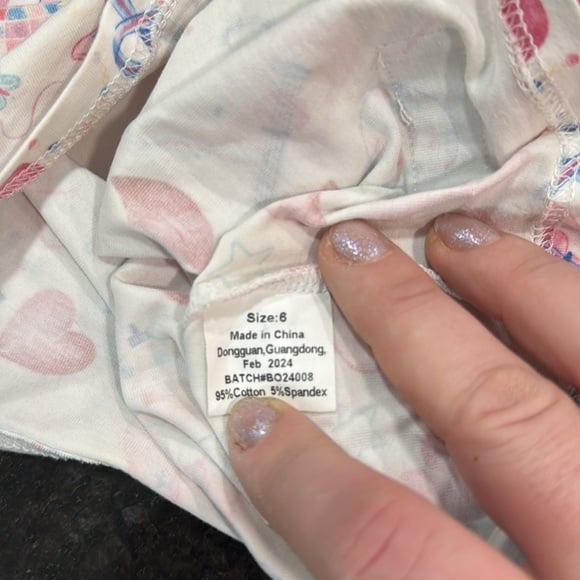 Size:6
Made in China
Dongguan,Guangdong,
Feb 2024
BATCH#BO24008
95%Cotton 5%Spandex